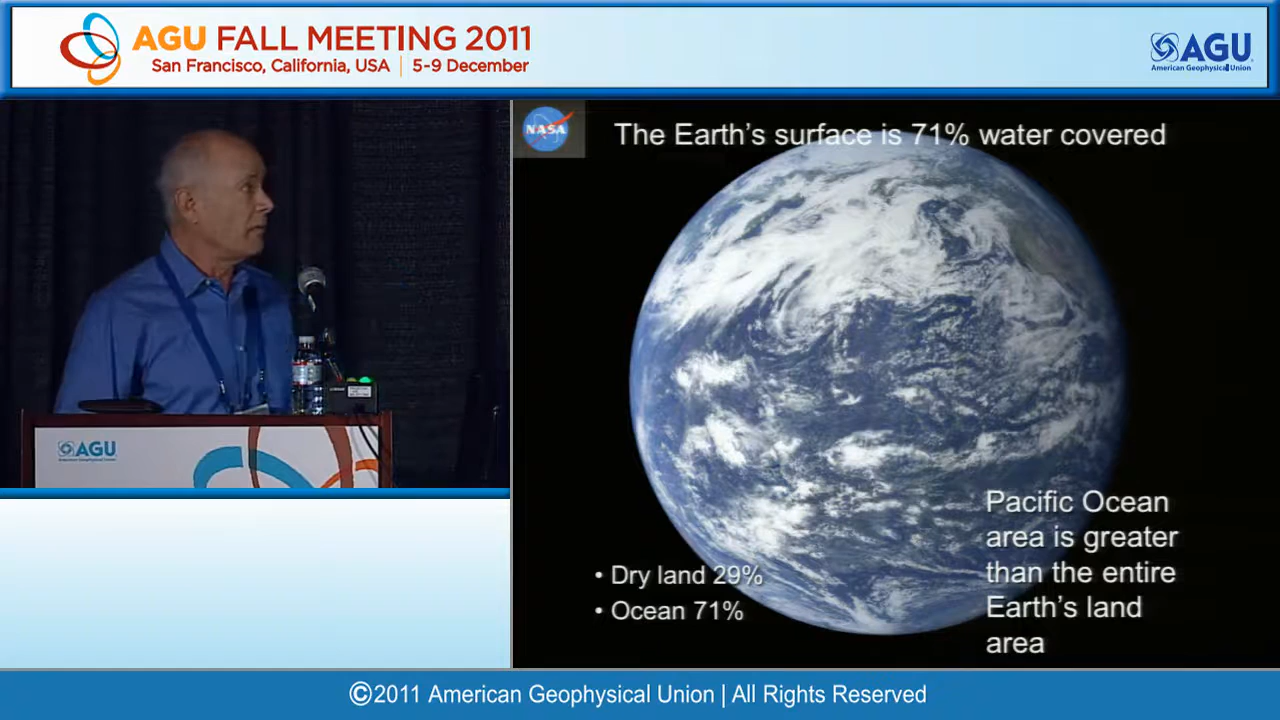 AGU FALL MEETING 2011
San Francisco, California, USA | 5-9 December
AGU
American Geophysical Union
NASA
The Earth's surface is 71% water covered
Pacific Ocean
area is greater
than the entire
Earth's land
area
• Dry land 29%
• Ocean 71%
AGU
©2011 American Geophysical Union | All Rights Reserved